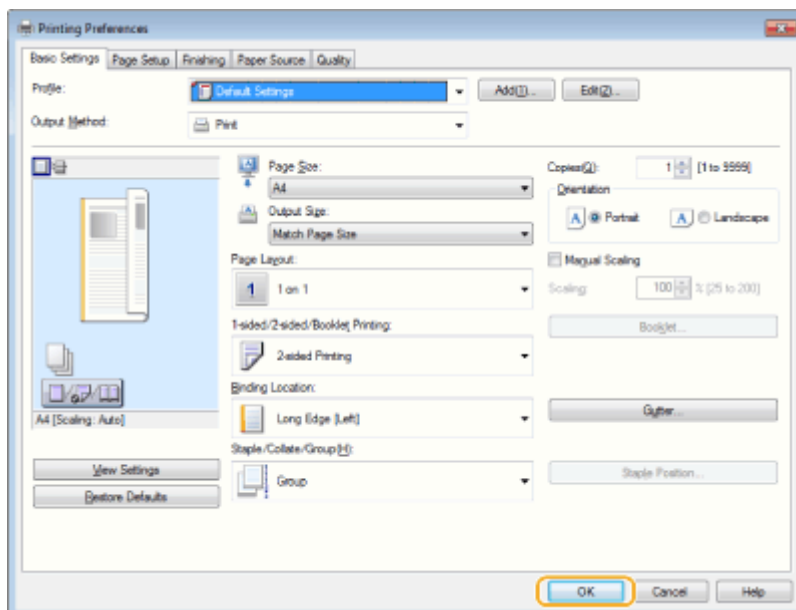 Printing Preferences
Basic Settings Page Setup Finishing Paper Source Quality
Profile: Default Settings Add(1)... Edit(2)...
Output Method: Print
Page Size: Copies(Q): 1 [1 to 9999]
A4 Orientation
Output Size: A Portrait A Landscape
Match Page Size
Page Layout: Manual Scaling
1 1 on 1 Scaling: 100 % [25 to 200]
1-sided/2-sided/Booklet Printing: Booklet...
2-sided Printing
Binding Location:
A4 [Scaling: Auto] Long Edge [Left] Gutter...
Staple/Collate/Group(H):
View Settings Group Staple Position...
Restore Defaults
OK Cancel Help